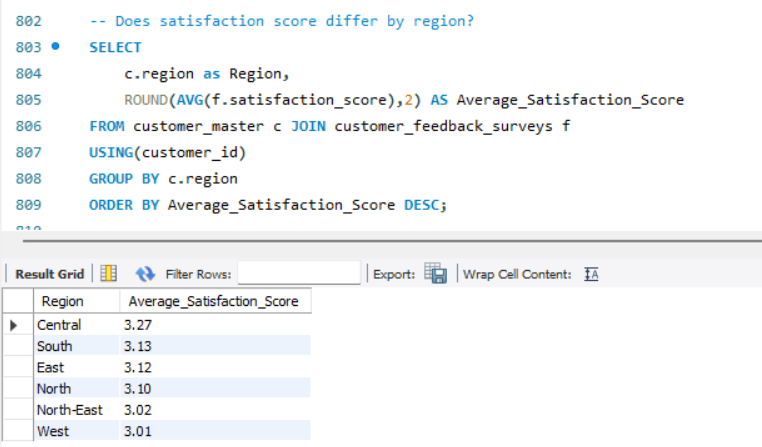 802 -- Does satisfaction score differ by region?
803 SELECT
804 c.region as Region,
805 ROUND(AVG(f.satisfaction_score),2) AS Average_Satisfaction_Score
806 FROM customer_master c JOIN customer_feedback_surveys f
807 USING(customer_id)
808 GROUP BY c.region
809 ORDER BY Average_Satisfaction_Score DESC;
Result Grid Filter Rows: Export: Wrap Cell Content:
Region Average_Satisfaction_Score
Central 3.27
South 3.13
East 3.12
North 3.10
North-East 3.02
West 3.01